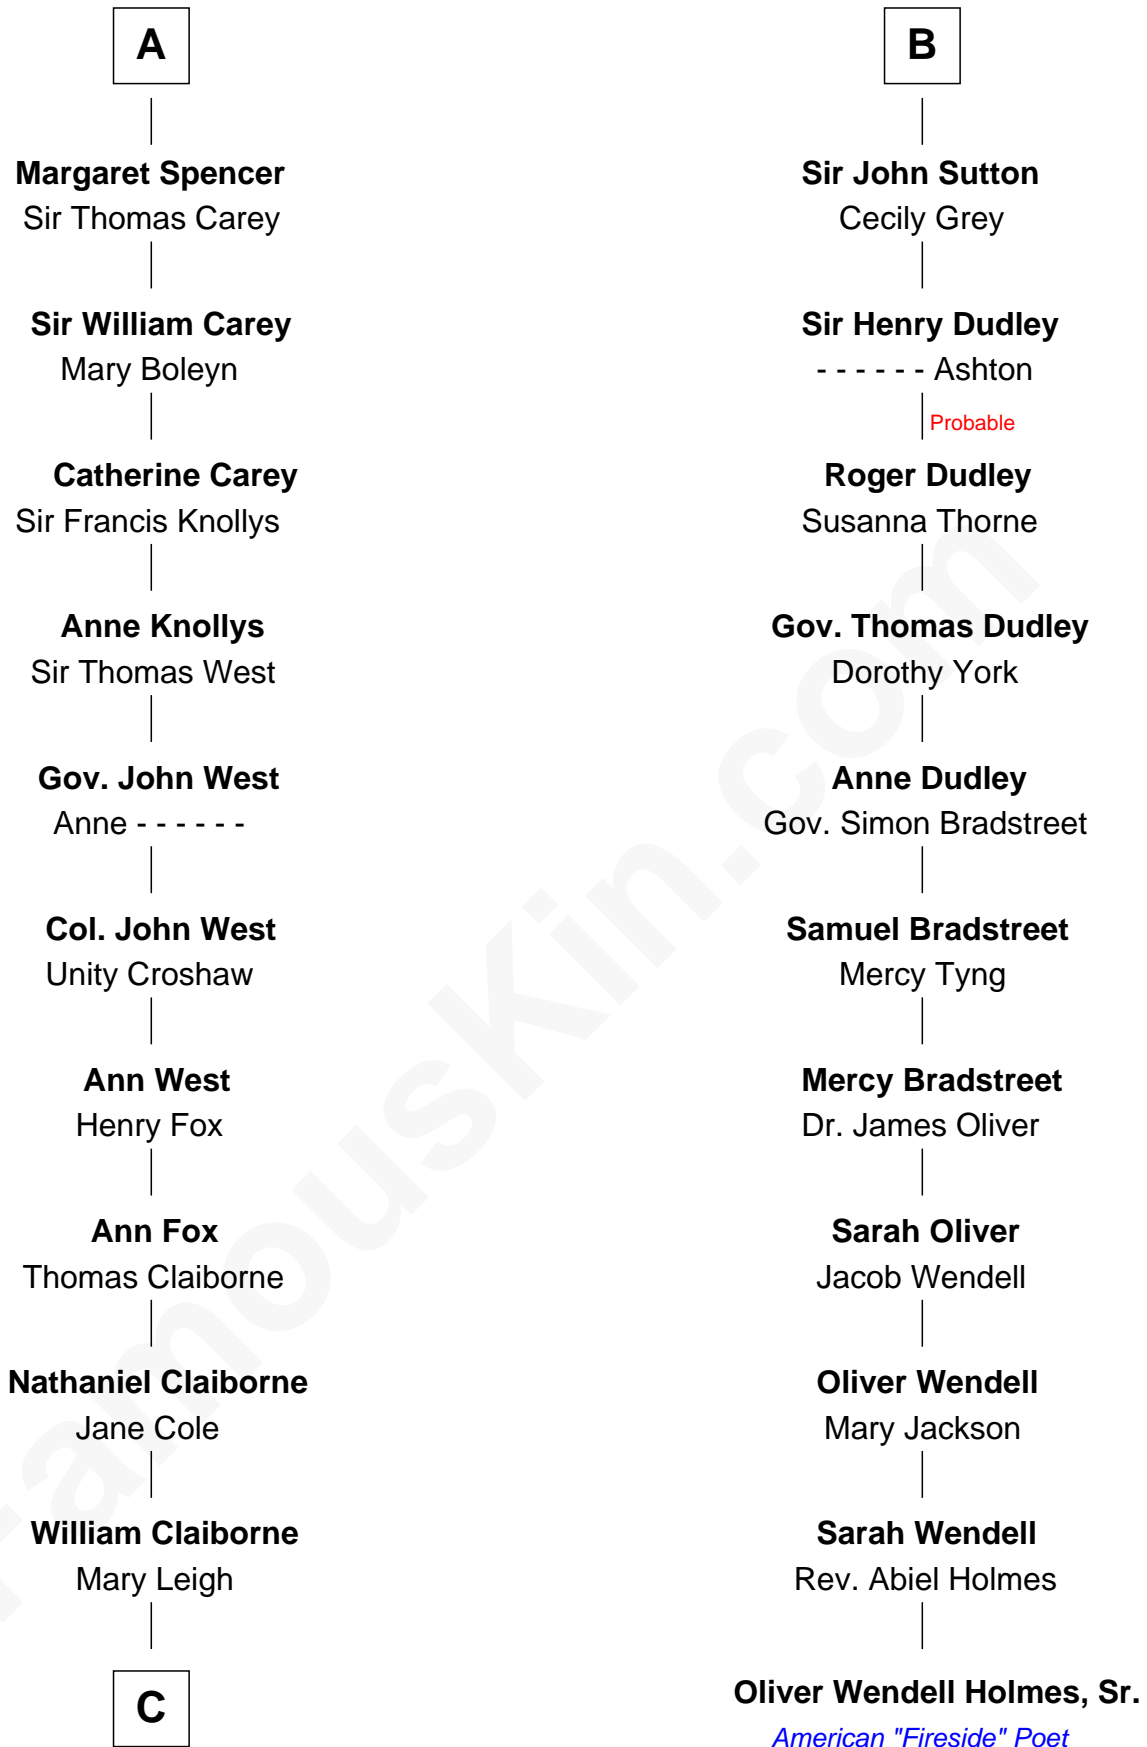 A
Margaret Spencer
Sir Thomas Carey
Sir William Carey
Mary Boleyn
Catherine Carey
Sir Francis Knollys
Anne Knollys
Sir Thomas West
Gov. John West
Anne - - - - - -
Col. John West
Unity Croshaw
Ann West
Henry Fox
Ann Fox
Thomas Claiborne
Nathaniel Claiborne
Jane Cole
William Claiborne
Mary Leigh
C
B
Sir John Sutton
Cecily Grey
Sir Henry Dudley
- - - - - - Ashton
Probable
Roger Dudley
Susanna Thorne
Gov. Thomas Dudley
Dorothy York
Anne Dudley
Gov. Simon Bradstreet
Samuel Bradstreet
Mercy Tyng
Mercy Bradstreet
Dr. James Oliver
Sarah Oliver
Jacob Wendell
Oliver Wendell
Mary Jackson
Sarah Wendell
Rev. Abiel Holmes
Oliver Wendell Holmes, Sr.
American "Fireside" Poet
FamousKin.com